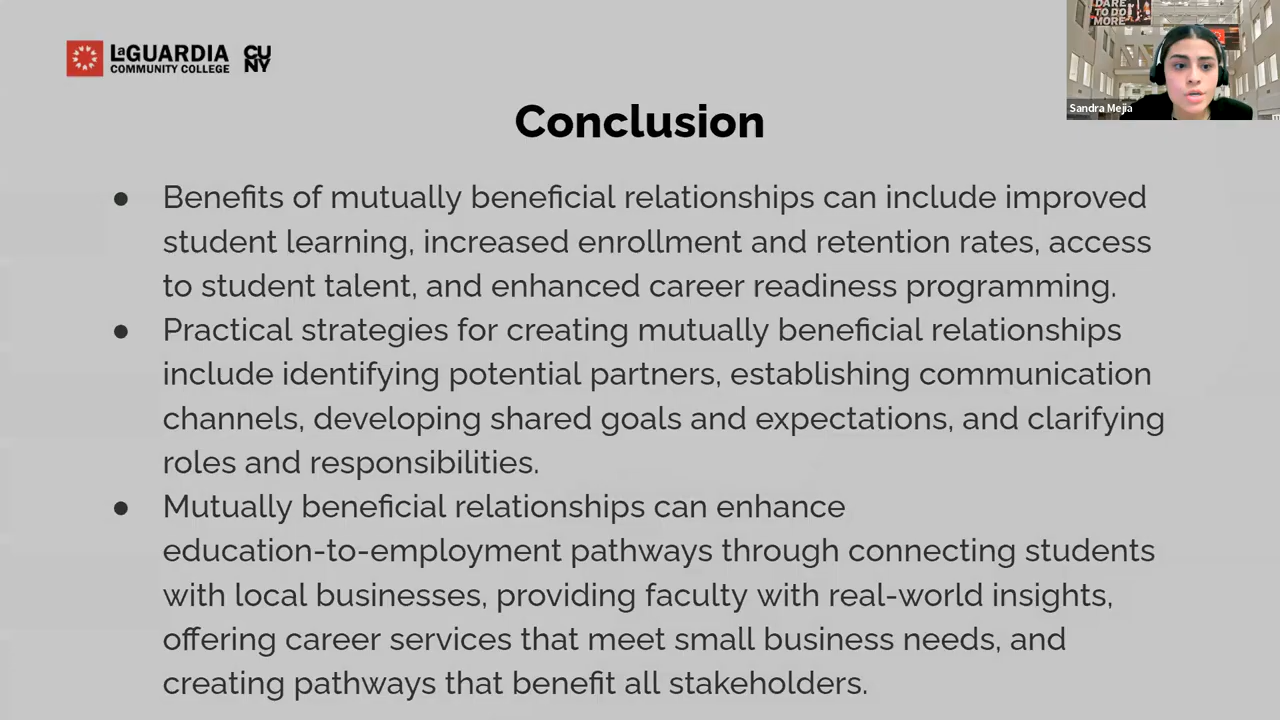 LaGUARDIA
COMMUNITY COLLEGE
CU
NY
DARE
TO DO
MORE
Sandra Mejia
Conclusion
● Benefits of mutually beneficial relationships can include improved
student learning, increased enrollment and retention rates, access
to student talent, and enhanced career readiness programming.
● Practical strategies for creating mutually beneficial relationships
include identifying potential partners, establishing communication
channels, developing shared goals and expectations, and clarifying
roles and responsibilities.
● Mutually beneficial relationships can enhance
education-to-employment pathways through connecting students
with local businesses, providing faculty with real-world insights,
offering career services that meet small business needs, and
creating pathways that benefit all stakeholders.